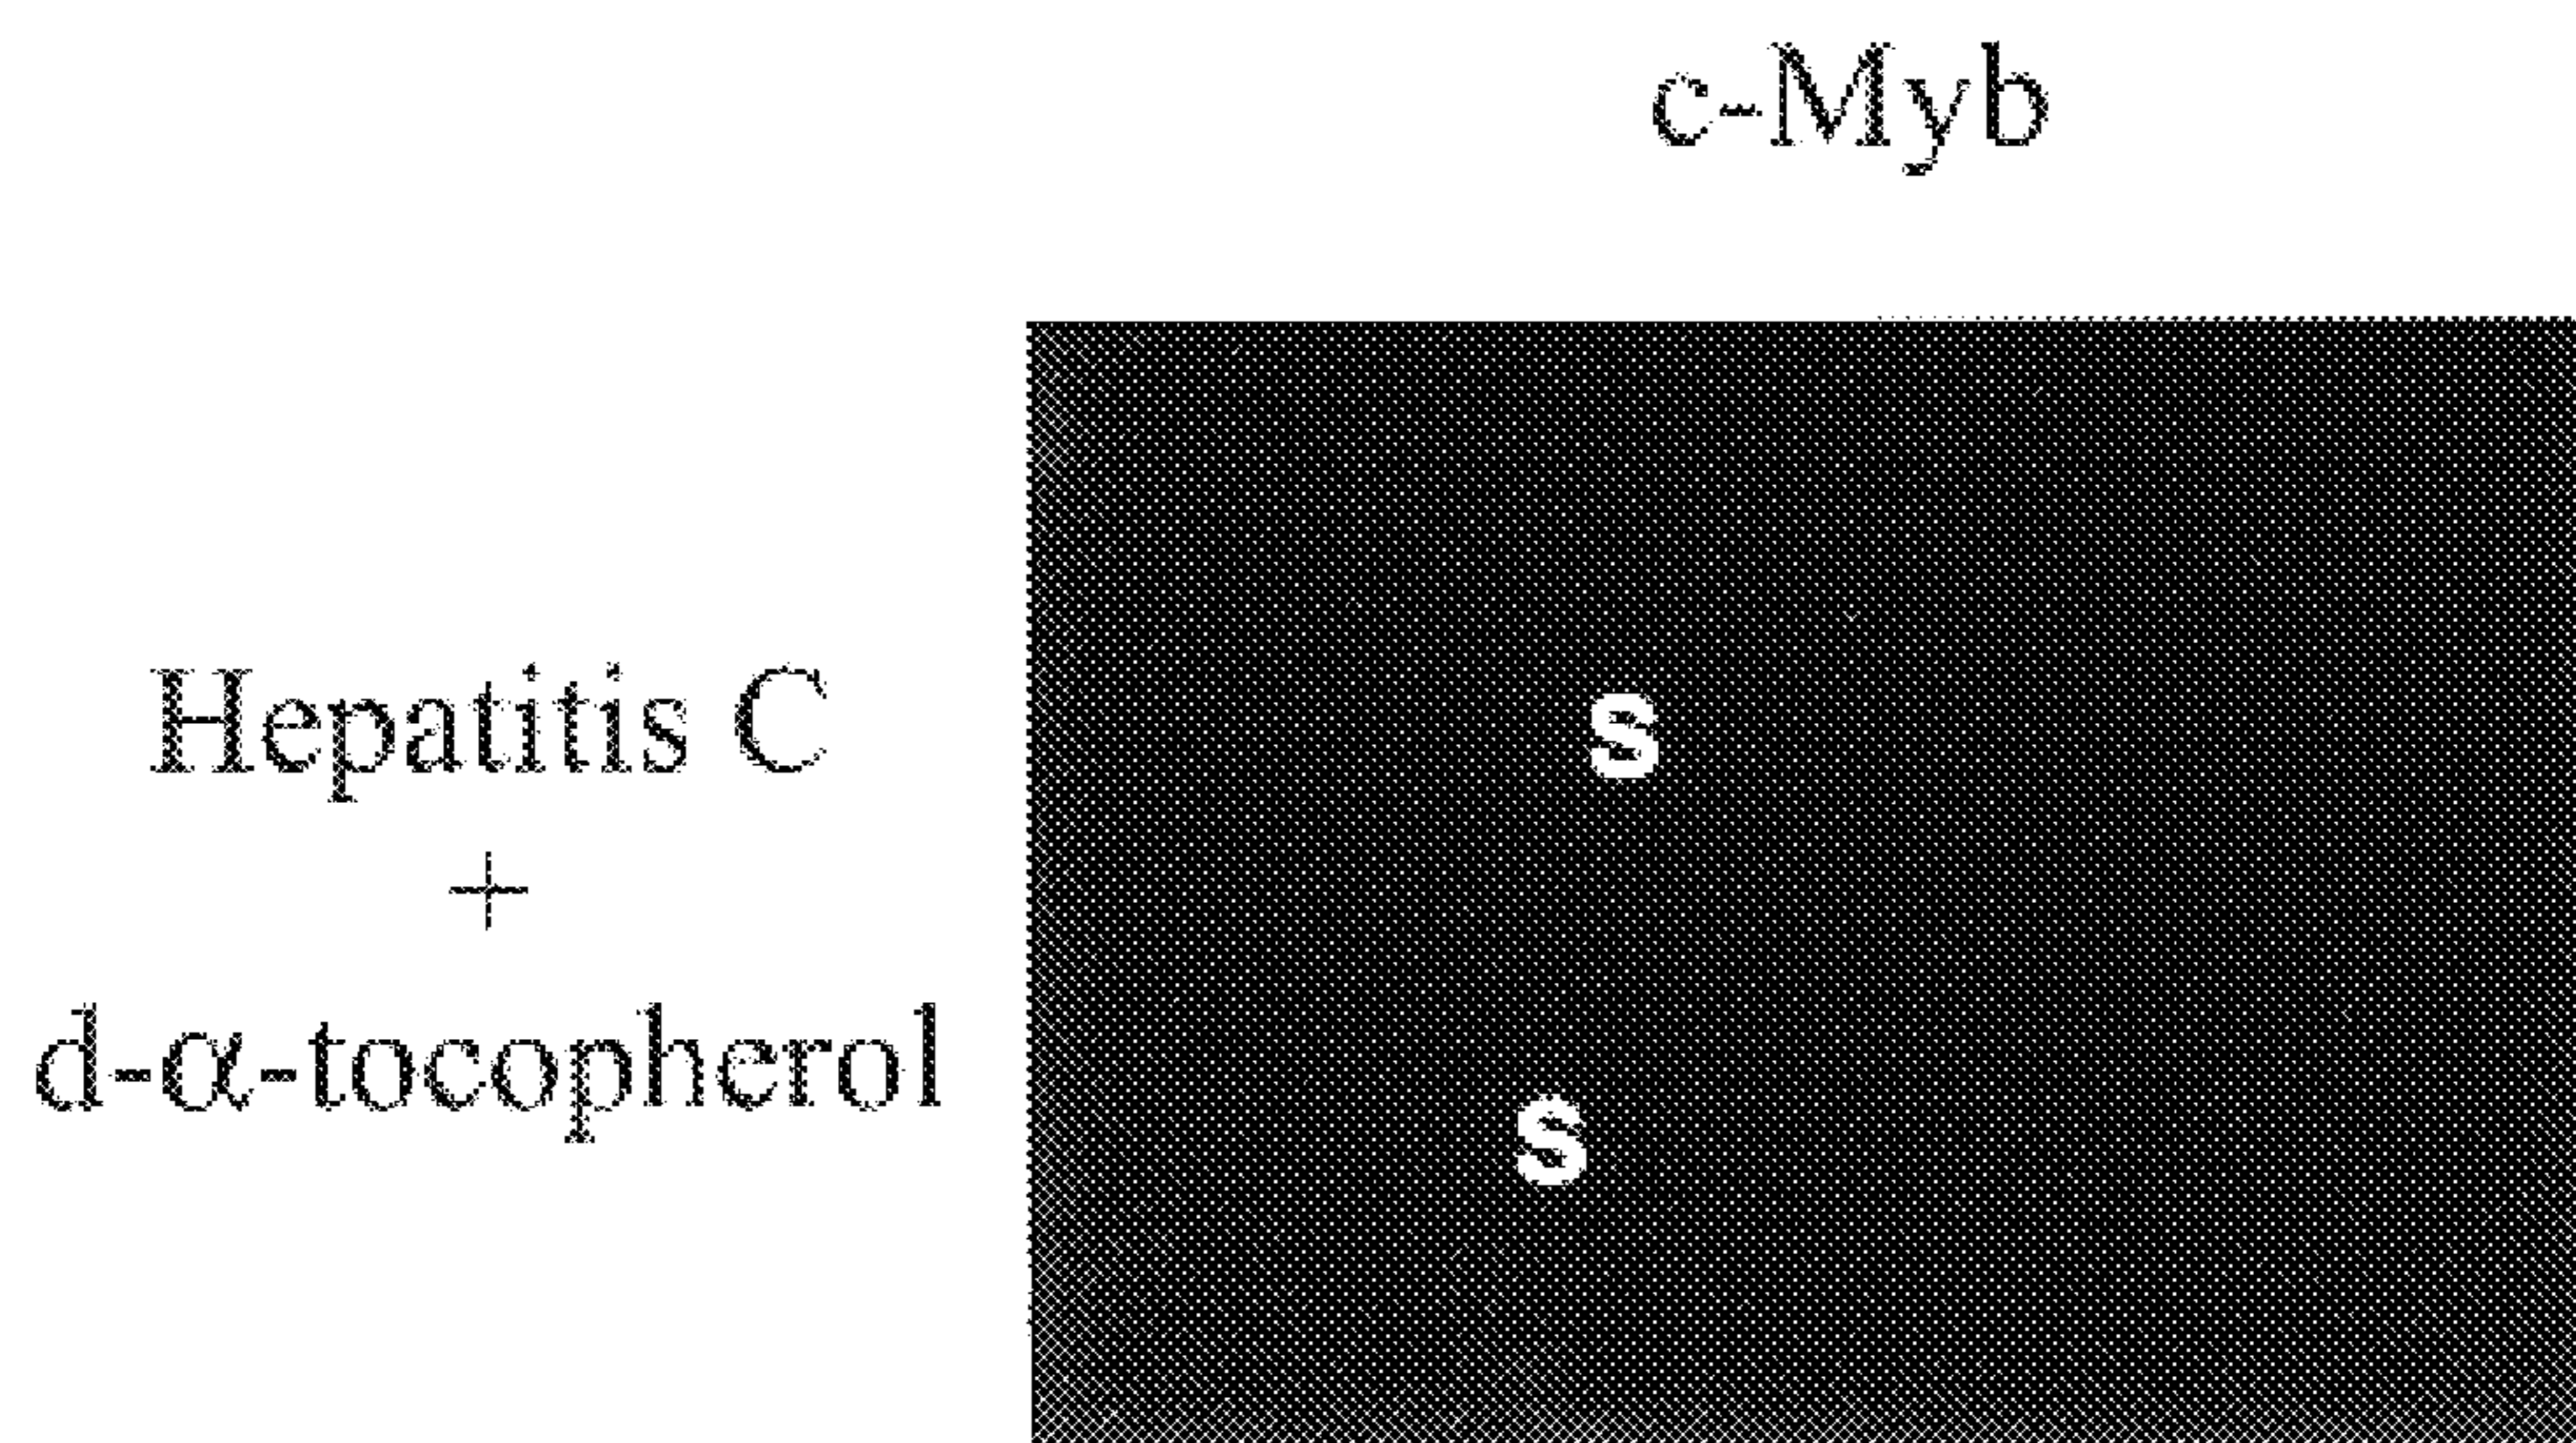 c-Myb
Hepatitis C
s
+
d-α-tocopherol
s